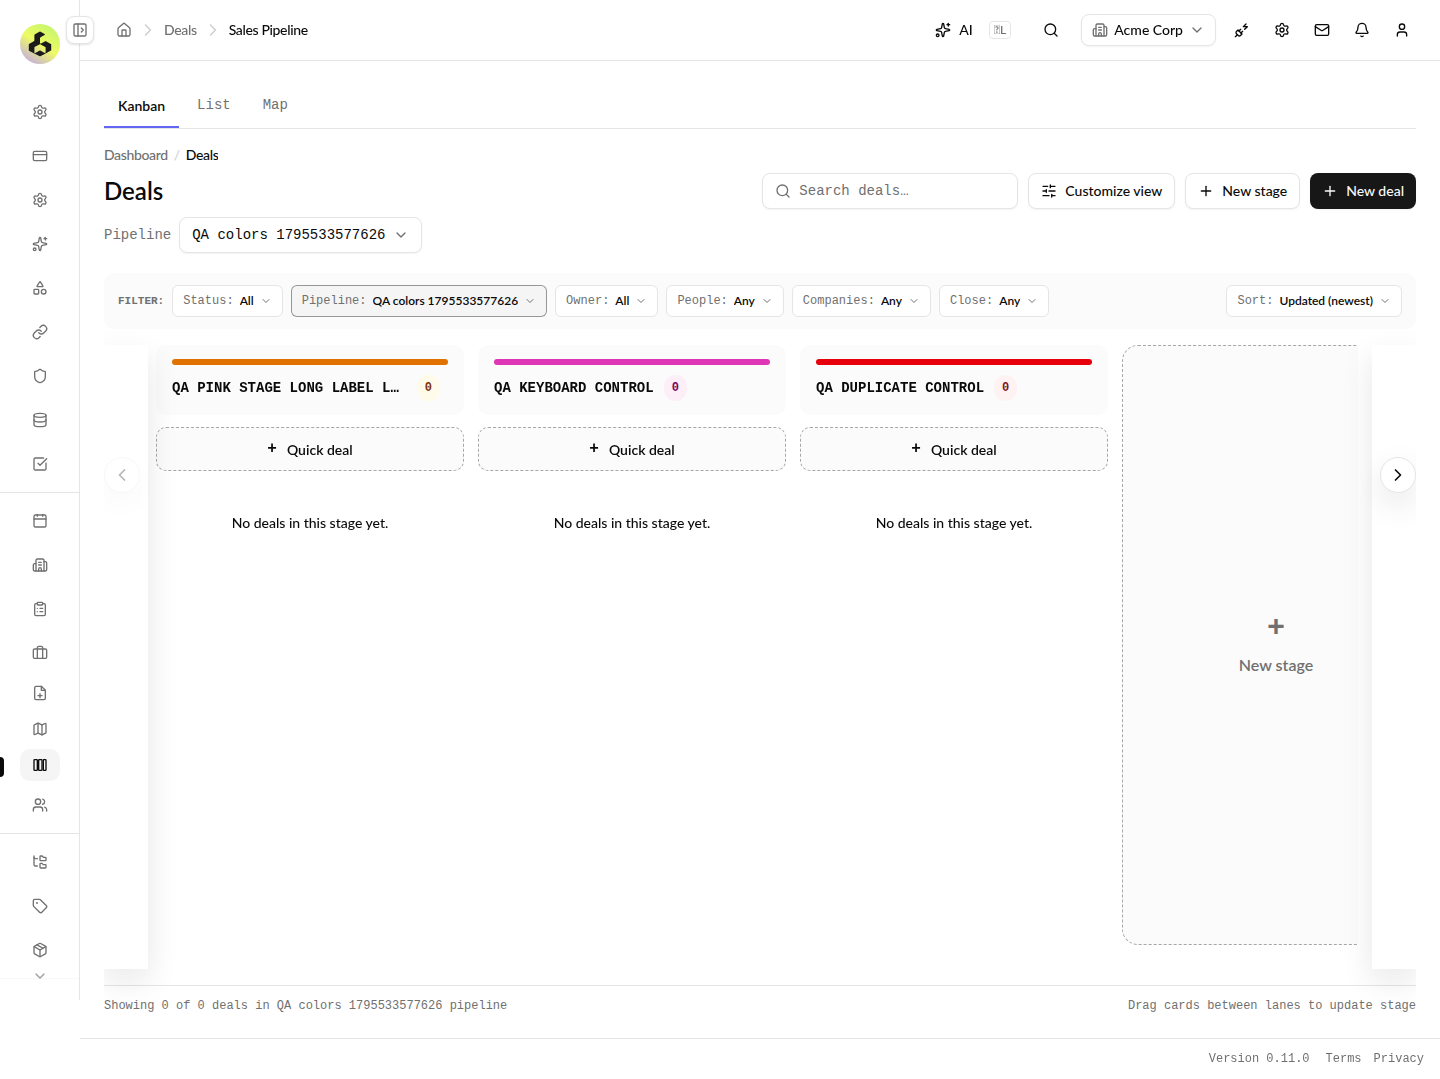 Deals
Sales Pipeline
AI
L
Acme Corp
Kanban
List
Map
Dashboard / Deals
Deals
Search deals…
Customize view
New stage
New deal
Pipeline
QA colors 1795533577626
FILTER:
Status: All
Pipeline: QA colors 1795533577626
Owner: All
People: Any
Companies: Any
Close: Any
Sort: Updated (newest)
QA PINK STAGE LONG LABEL L… 0
QA KEYBOARD CONTROL 0
QA DUPLICATE CONTROL 0
+ Quick deal
+ Quick deal
+ Quick deal
No deals in this stage yet.
No deals in this stage yet.
No deals in this stage yet.
+
New stage
Showing 0 of 0 deals in QA colors 1795533577626 pipeline
Drag cards between lanes to update stage
Version 0.11.0
Terms
Privacy